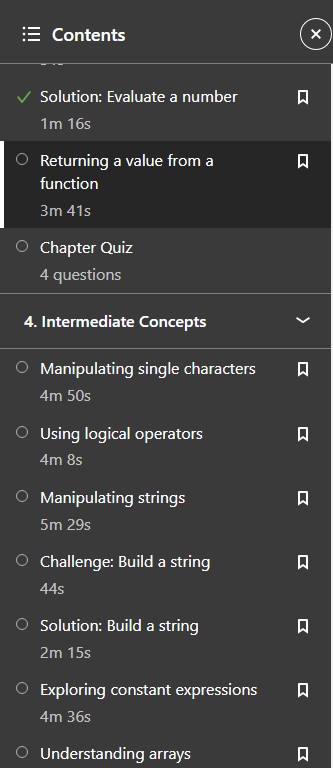 Contents
Solution: Evaluate a number
1m 16s
Returning a value from a
function
3m 41s
Chapter Quiz
4 questions
4. Intermediate Concepts
Manipulating single characters
4m 50s
Using logical operators
4m 8s
Manipulating strings
5m 29s
Challenge: Build a string
44s
Solution: Build a string
2m 15s
Exploring constant expressions
4m 36s
Understanding arrays